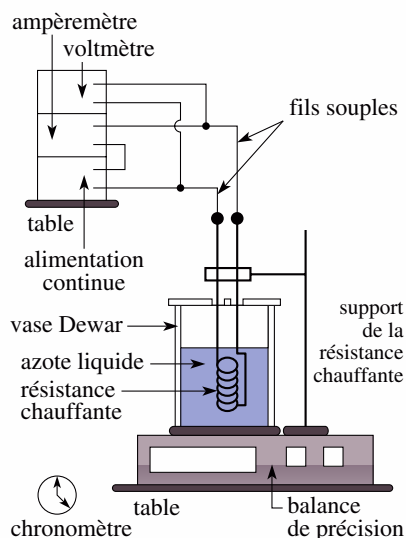 ampèremètre
voltmètre
fils souples
table
alimentation
continue
vase Dewar
azote liquide
résistance
chauffante
support
de la
résistance
chauffante
chronomètre
table
balance
de précision